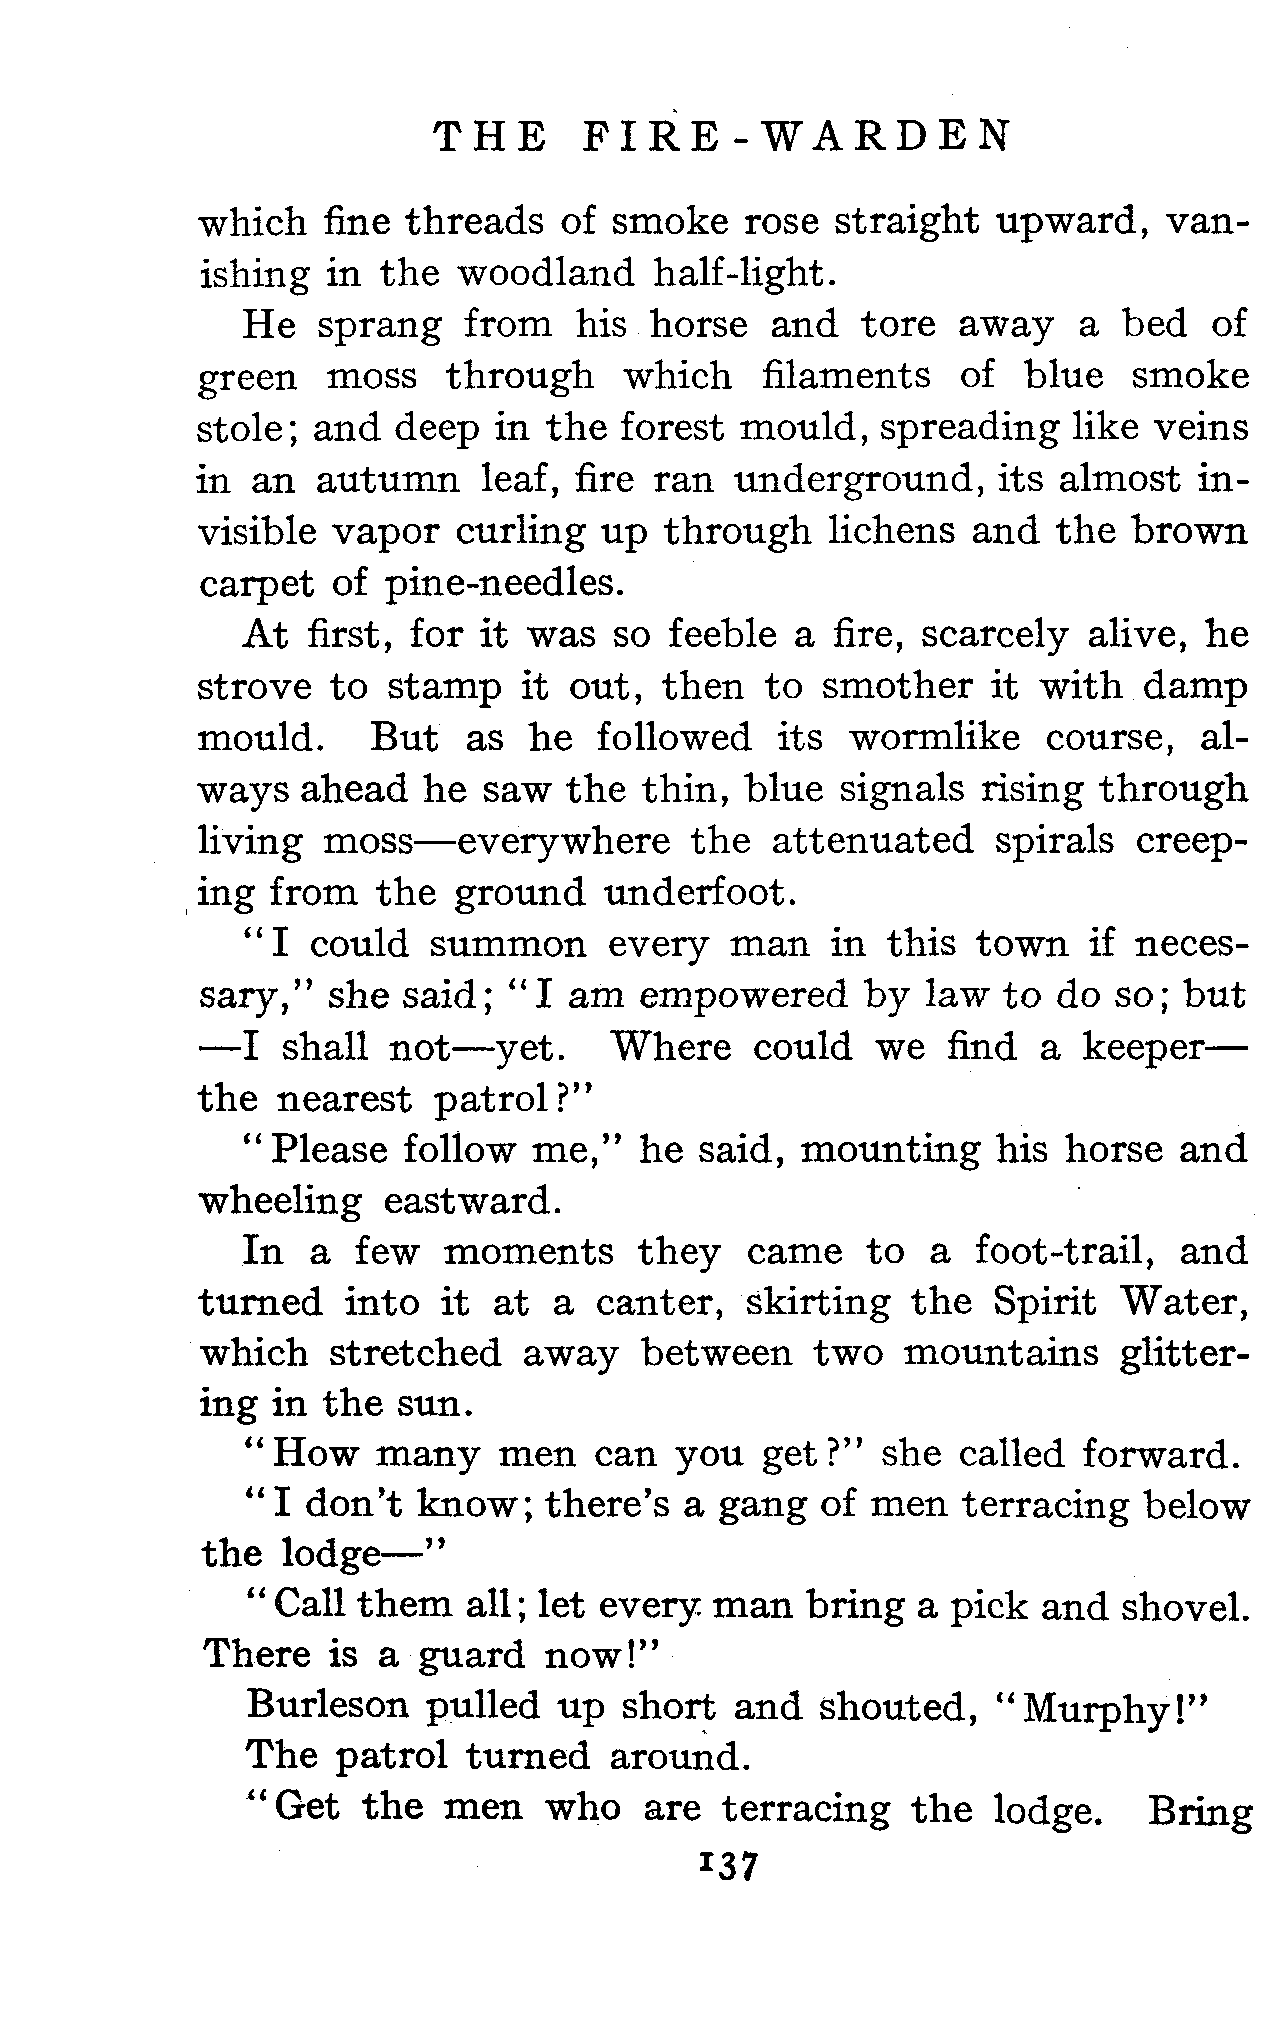 THE FIRE-WARDEN
which fine threads of smoke rose straight upward, van-
ishing in the woodland half-light.
He sprang from his horse and tore away a bed of
green moss through which filaments of blue smoke
stole; and deep in the forest mould, spreading like veins
in an autumn leaf, fire ran underground, its almost in-
visible vapor curling up through lichens and the brown
carpet of pine-needles.
At first, for it was so feeble a fire, scarcely alive, he
strove to stamp it out, then to smother it with damp
mould. But as he followed its wormlike course, al-
ways ahead he saw the thin, blue signals rising through
living moss—everywhere the attenuated spirals creep-
ing from the ground underfoot.
"I could summon every man in this town if neces-
sary," she said; "I am empowered by law to do so; but
—I shall not—yet. Where could we find a keeper—
the nearest patrol?"
"Please follow me," he said, mounting his horse and
wheeling eastward.
In a few moments they came to a foot-trail, and
turned into it at a canter, skirting the Spirit Water,
which stretched away between two mountains glitter-
ing in the sun.
"How many men can you get?" she called forward.
"I don't know; there's a gang of men terracing below
the lodge—"
"Call them all; let every man bring a pick and shovel.
There is a guard now!"
Burleson pulled up short and shouted, "Murphy!"
The patrol turned around.
"Get the men who are terracing the lodge. Bring
137